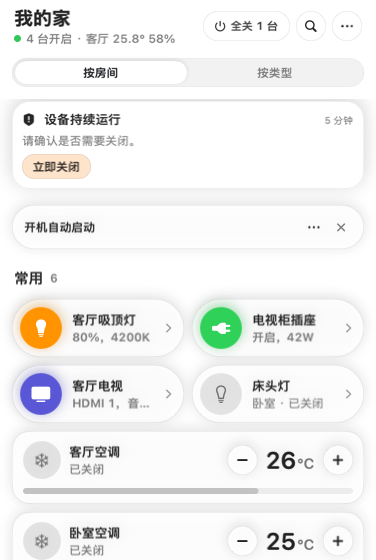 我的家
4 台开启 · 客厅 25.8° 58%
全关 1 台
按房间
按类型
设备持续运行
5 分钟
请确认是否需要关闭。
立即关闭
开机自动启动
常用 6
客厅吸顶灯
80%，4200K
电视柜插座
开启，42W
客厅电视
HDMI 1，音...
床头灯
卧室 · 已关闭
客厅空调
已关闭
26°C
卧室空调
已关闭
25°C